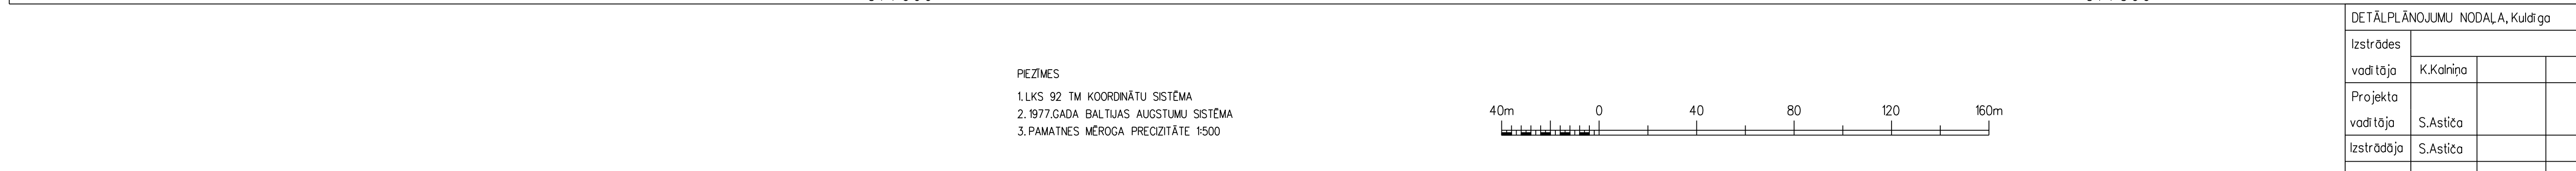 PIEZĪMES
1. LKS 92 TM KOORDINĀTU SISTĒMA
2. 1977.GADA BALTIJAS AUGSTUMU SISTĒMA
3. PAMATNES MĒROGA PRECIZITĀTE 1:500
40m 0 40 80 120 160m
DETĀLPLĀNOJUMU NODAĻA, Kuldīga
Izstrādes
vadītāja K.Kalniņa
Projekta
vadītāja S.Astiča
Izstrādāja S.Astiča